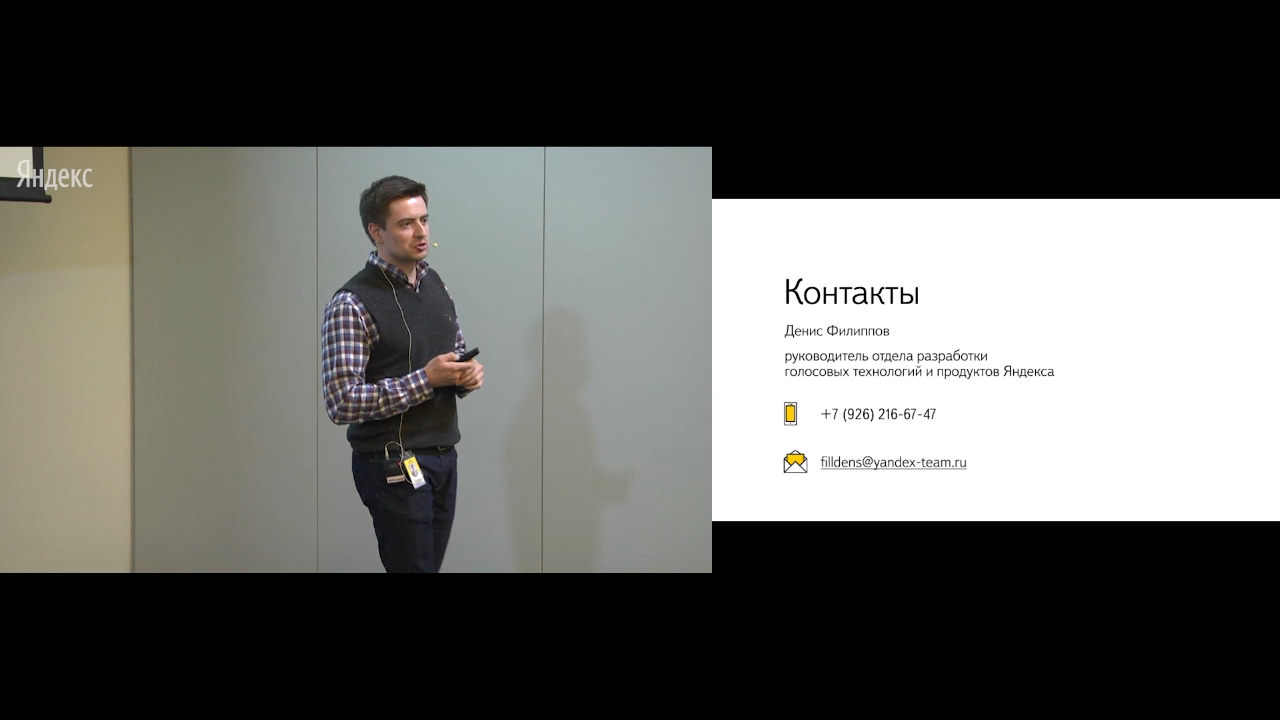 Яндекс
Контакты
Денис Филиппов
руководитель отдела разработки
голосовых технологий и продуктов Яндекса
+7 (926) 216-67-47
filldens@yandex-team.ru